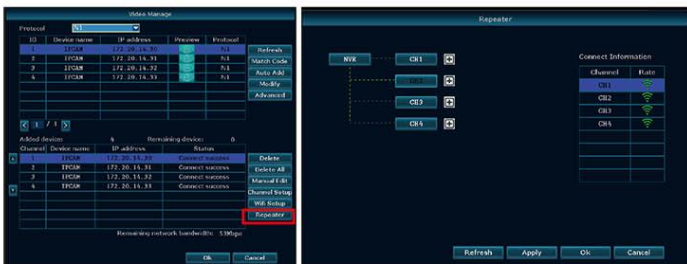 Video Manage
Protocol N1
ID Device name IP address Preview Protocol
1 IPCAM 172.20.14.30 N1
2 IPCAM 172.20.14.31 N1
3 IPCAM 172.20.14.32 N1
4 IPCAM 172.20.14.33 N1
Refresh
Match Code
Auto Add
Modify
Advanced
1 / 1
Added device: 4 Remaining device: 0
Channel Device name IP address Status
1 IPCAM 172.20.14.30 Connect success
2 IPCAM 172.20.14.31 Connect success
3 IPCAM 172.20.14.32 Connect success
4 IPCAM 172.20.14.33 Connect success
Delete
Delete All
Manual Edit
Channel Setup
Wifi Setup
Repeater
Remaining network bandwidth:
Ok Cancel
Repeater
NVR CH1
CH3
CH4
Connect Information
Channel Rate
CH1
CH2
CH3
CH4
Refresh Apply Ok Cancel